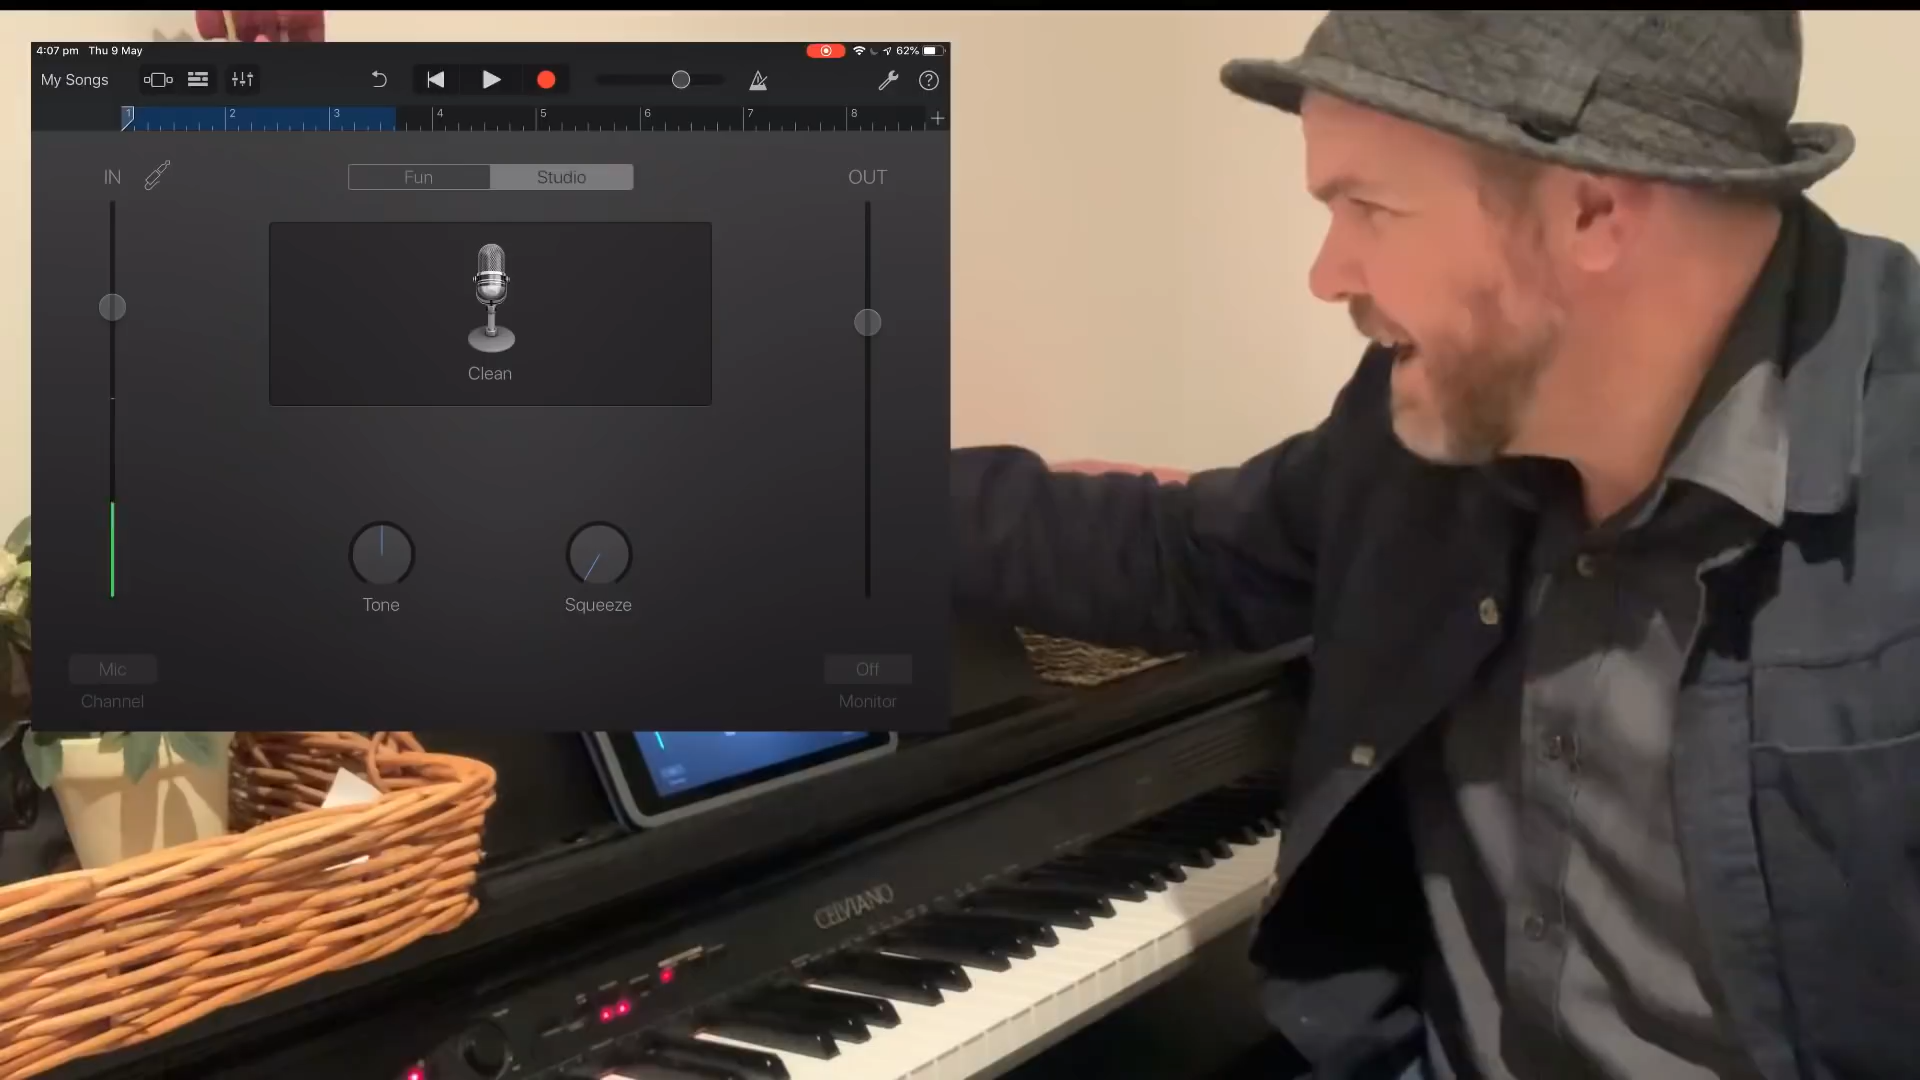 4:07 pm Thu 9 May
62%
My Songs
1 2 3 4 5 6 7 8
IN
Fun
Studio
OUT
Clean
Tone
Squeeze
Mic
Off
Channel
Monitor
CELVIANO